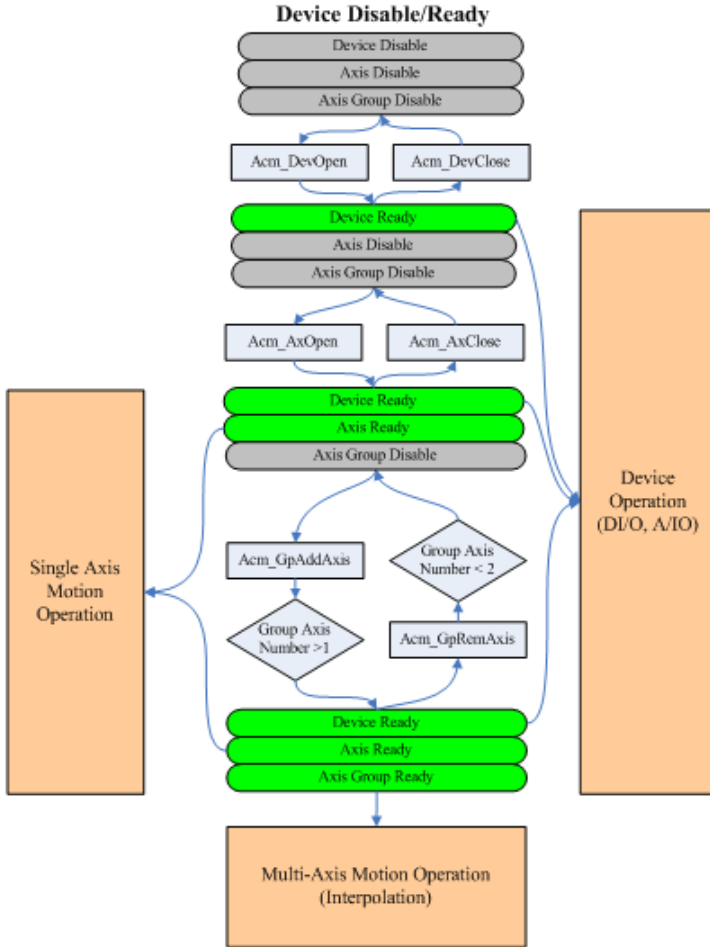 Device Disable/Ready
Device Disable
Axis Disable
Axis Group Disable
Acm_DevOpen
Acm_DevClose
Device Ready
Axis Disable
Axis Group Disable
Acm_AxOpen
Acm_AxClose
Device Ready
Axis Ready
Axis Group Disable
Single Axis
Motion
Operation
Device
Operation
(DI/O, A/IO)
Acm_GpAddAxis
Group Axis
Number < 2
Group Axis
Number >1
Acm_GpRemAxis
Device Ready
Axis Ready
Axis Group Ready
Multi-Axis Motion Operation
(Interpolation)